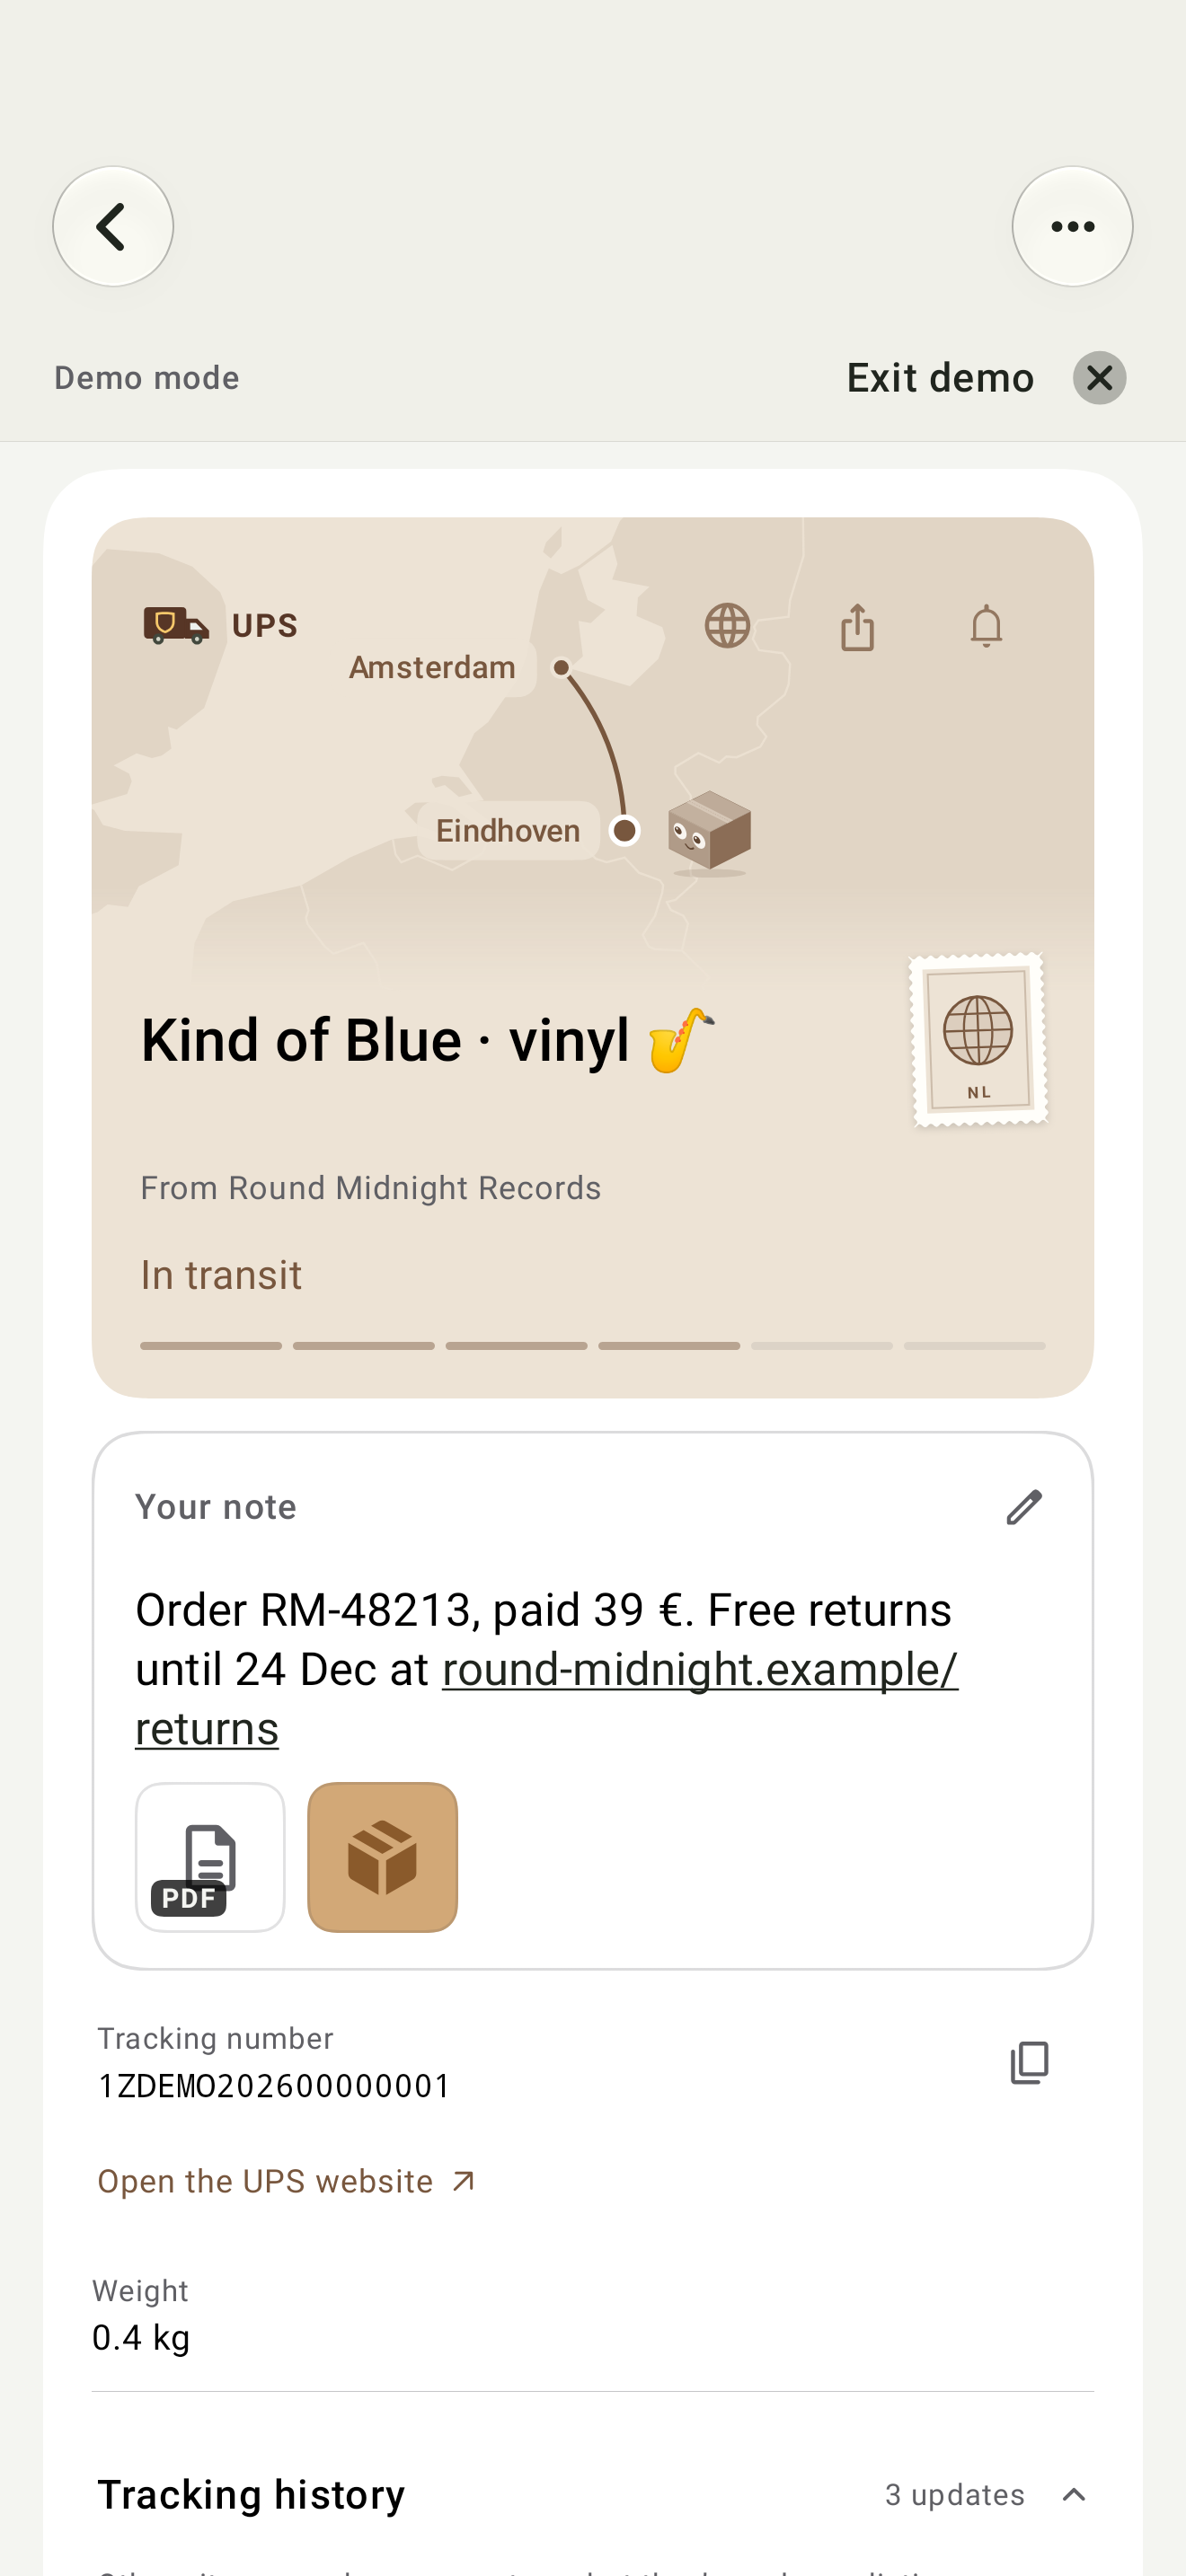 Demo mode
Exit demo
UPS
Amsterdam
Eindhoven
Kind of Blue · vinyl 🎷
NL
From Round Midnight Records
In transit
Your note
Order RM-48213, paid 39 €. Free returns
until 24 Dec at round-midnight.example/
returns
PDF
Tracking number
1ZDEMO202600000001
Open the UPS website
Weight
0.4 kg
Tracking history
3 updates